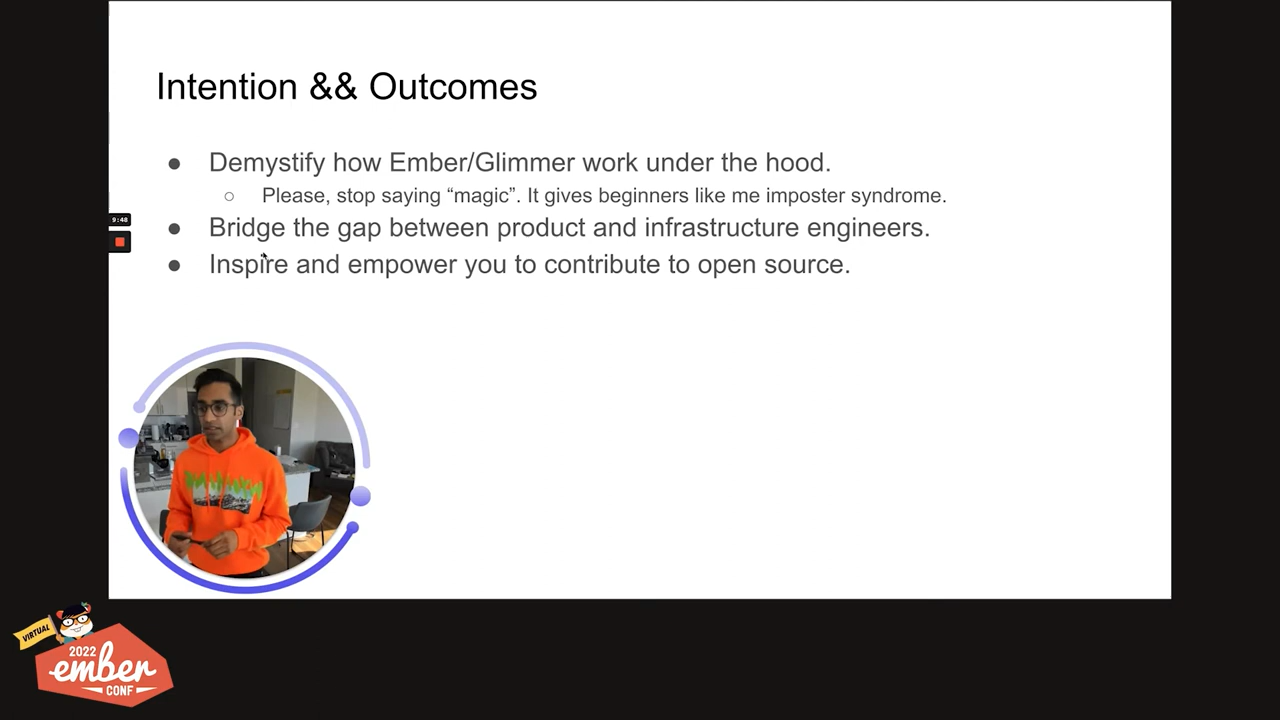 Intention && Outcomes
● Demystify how Ember/Glimmer work under the hood.
○ Please, stop saying “magic”. It gives beginners like me imposter syndrome.
9:48
● Bridge the gap between product and infrastructure engineers.
● Inspire and empower you to contribute to open source.
VIRTUAL
2022
ember
CONF